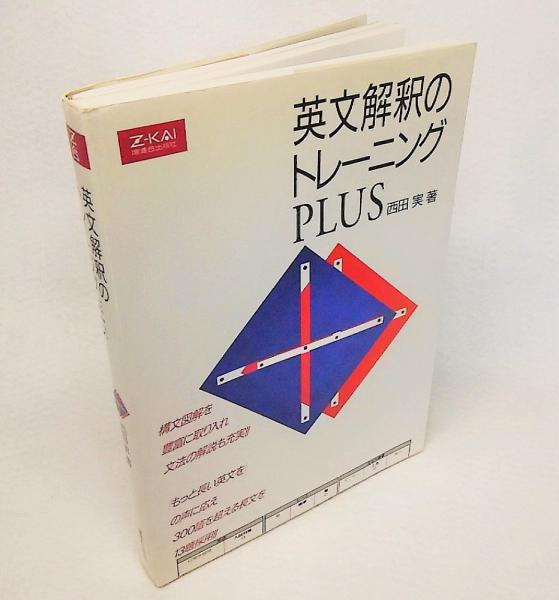 Z-KAI
増進会出版社
英文解釈の
トレーニング
PLUS 西田 実 著
構文図解を
豊富に取り入れ
文法の解説も充実!!
もっと長い英文を
の声に応え
300語を超える長文を
13題採用!!
Z会
英文解釈の